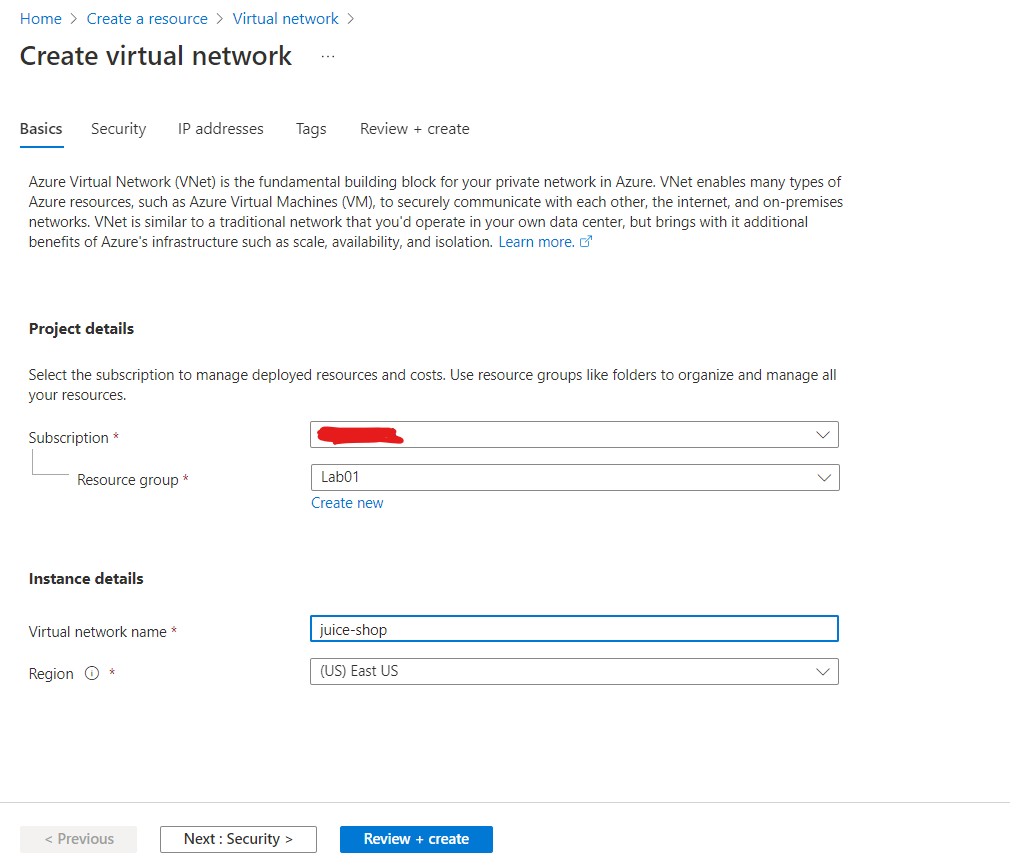 Home > Create a resource > Virtual network >
Create virtual network ...
Basics Security IP addresses Tags Review + create
Azure Virtual Network (VNet) is the fundamental building block for your private network in Azure. VNet enables many types of
Azure resources, such as Azure Virtual Machines (VM), to securely communicate with each other, the internet, and on-premises
networks. VNet is similar to a traditional network that you'd operate in your own data center, but brings with it additional
benefits of Azure's infrastructure such as scale, availability, and isolation. Learn more.
Project details
Select the subscription to manage deployed resources and costs. Use resource groups like folders to organize and manage all
your resources.
Subscription *
Resource group * Lab01
Create new
Instance details
Virtual network name * juice-shop
Region * (US) East US
< Previous Next : Security > Review + create